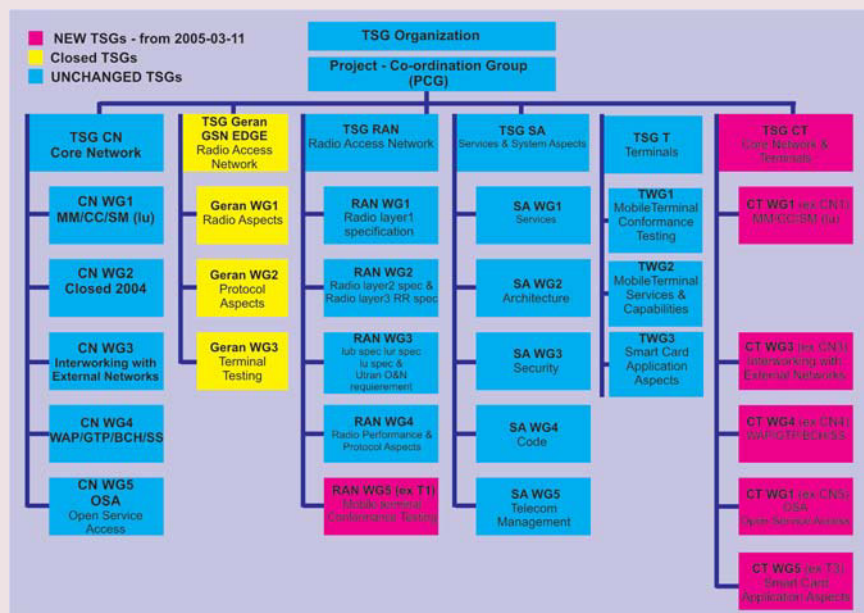 NEW TSGs - from 2005-03-11
Closed TSGs
UNCHANGED TSGs
TSG Organization
Project - Co-ordination Group
(PCG)
TSG CN
Core Network
CN WG1
MM/CC/SM (Iu)
CN WG2
Closed 2004
CN WG3
Interworking with
External Networks
CN WG4
WAP/GTP/BCH/SS
CN WG5
OSA
Open Service
Access
TSG Geran
GSN EDGE
Radio Access
Network
Geran WG1
Radio Aspects
Geran WG2
Protocol
Aspects
Geran WG3
Terminal
Testing
TSG RAN
Radio Access Network
RAN WG1
Radio layer1
specification
RAN WG2
Radio layer2 spec &
Radio layer3 RR spec
RAN WG3
Iub spec Iur spec
Iu spec &
Utran O&N
requierement
RAN WG4
Radio Performance &
Protocol Aspects
RAN WG5 (ex T1)
Mobile terminal
Conformance Testing
TSG SA
Services & System Aspects
SA WG1
Services
SA WG2
Architecture
SA WG3
Security
SA WG4
Code
SA WG5
Telecom
Management
TSG T
Terminals
TWG1
MobileTerminal
Conformance
Testing
TWG2
MobileTerminal
Services &
Capabilities
TWG3
Smart Card
Application
Aspects
TSG CT
Core Network &
Terminals
CT WG1 (ex CN1)
MM/CC/SM (Iu)
CT WG3 (ex CN3)
Interworking with
External Networks
CT WG4 (ex CN4)
WAP/GTP/BCH/SS
CT WG1 (ex CN5)
OSA
Open Service Access
CT WG5 (ex T3)
Smart Card
Application Aspects